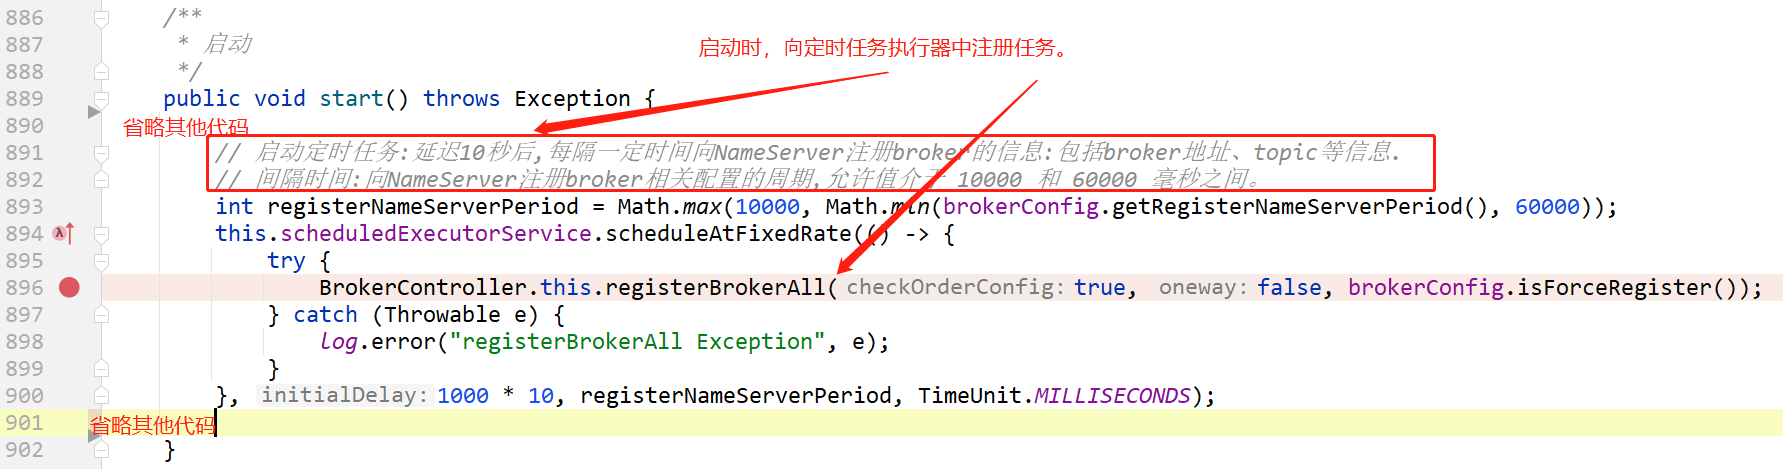 886 /**
887 * 启动
启动时，向定时任务执行器中注册任务。
888 */
889 public void start() throws Exception {
890 省略其他代码
891 // 启动定时任务:延迟10秒后,每隔一定时间向NameServer注册broker的信息:包括broker地址、topic等信息.
892 // 间隔时间:向NameServer注册broker相关配置的周期,允许值介于 10000 和 60000 毫秒之间。
893 int registerNameServerPeriod = Math.max(10000, Math.min(brokerConfig.getRegisterNameServerPeriod(), 60000));
894 this.scheduledExecutorService.scheduleAtFixedRate(() -> {
895 try {
896 BrokerController.this.registerBrokerAll( checkOrderConfig: true, oneway: false, brokerConfig.isForceRegister());
897 } catch (Throwable e) {
898 log.error("registerBrokerAll Exception", e);
899 }
900 }, initialDelay: 1000 * 10, registerNameServerPeriod, TimeUnit.MILLISECONDS);
901 省略其他代码
902 }